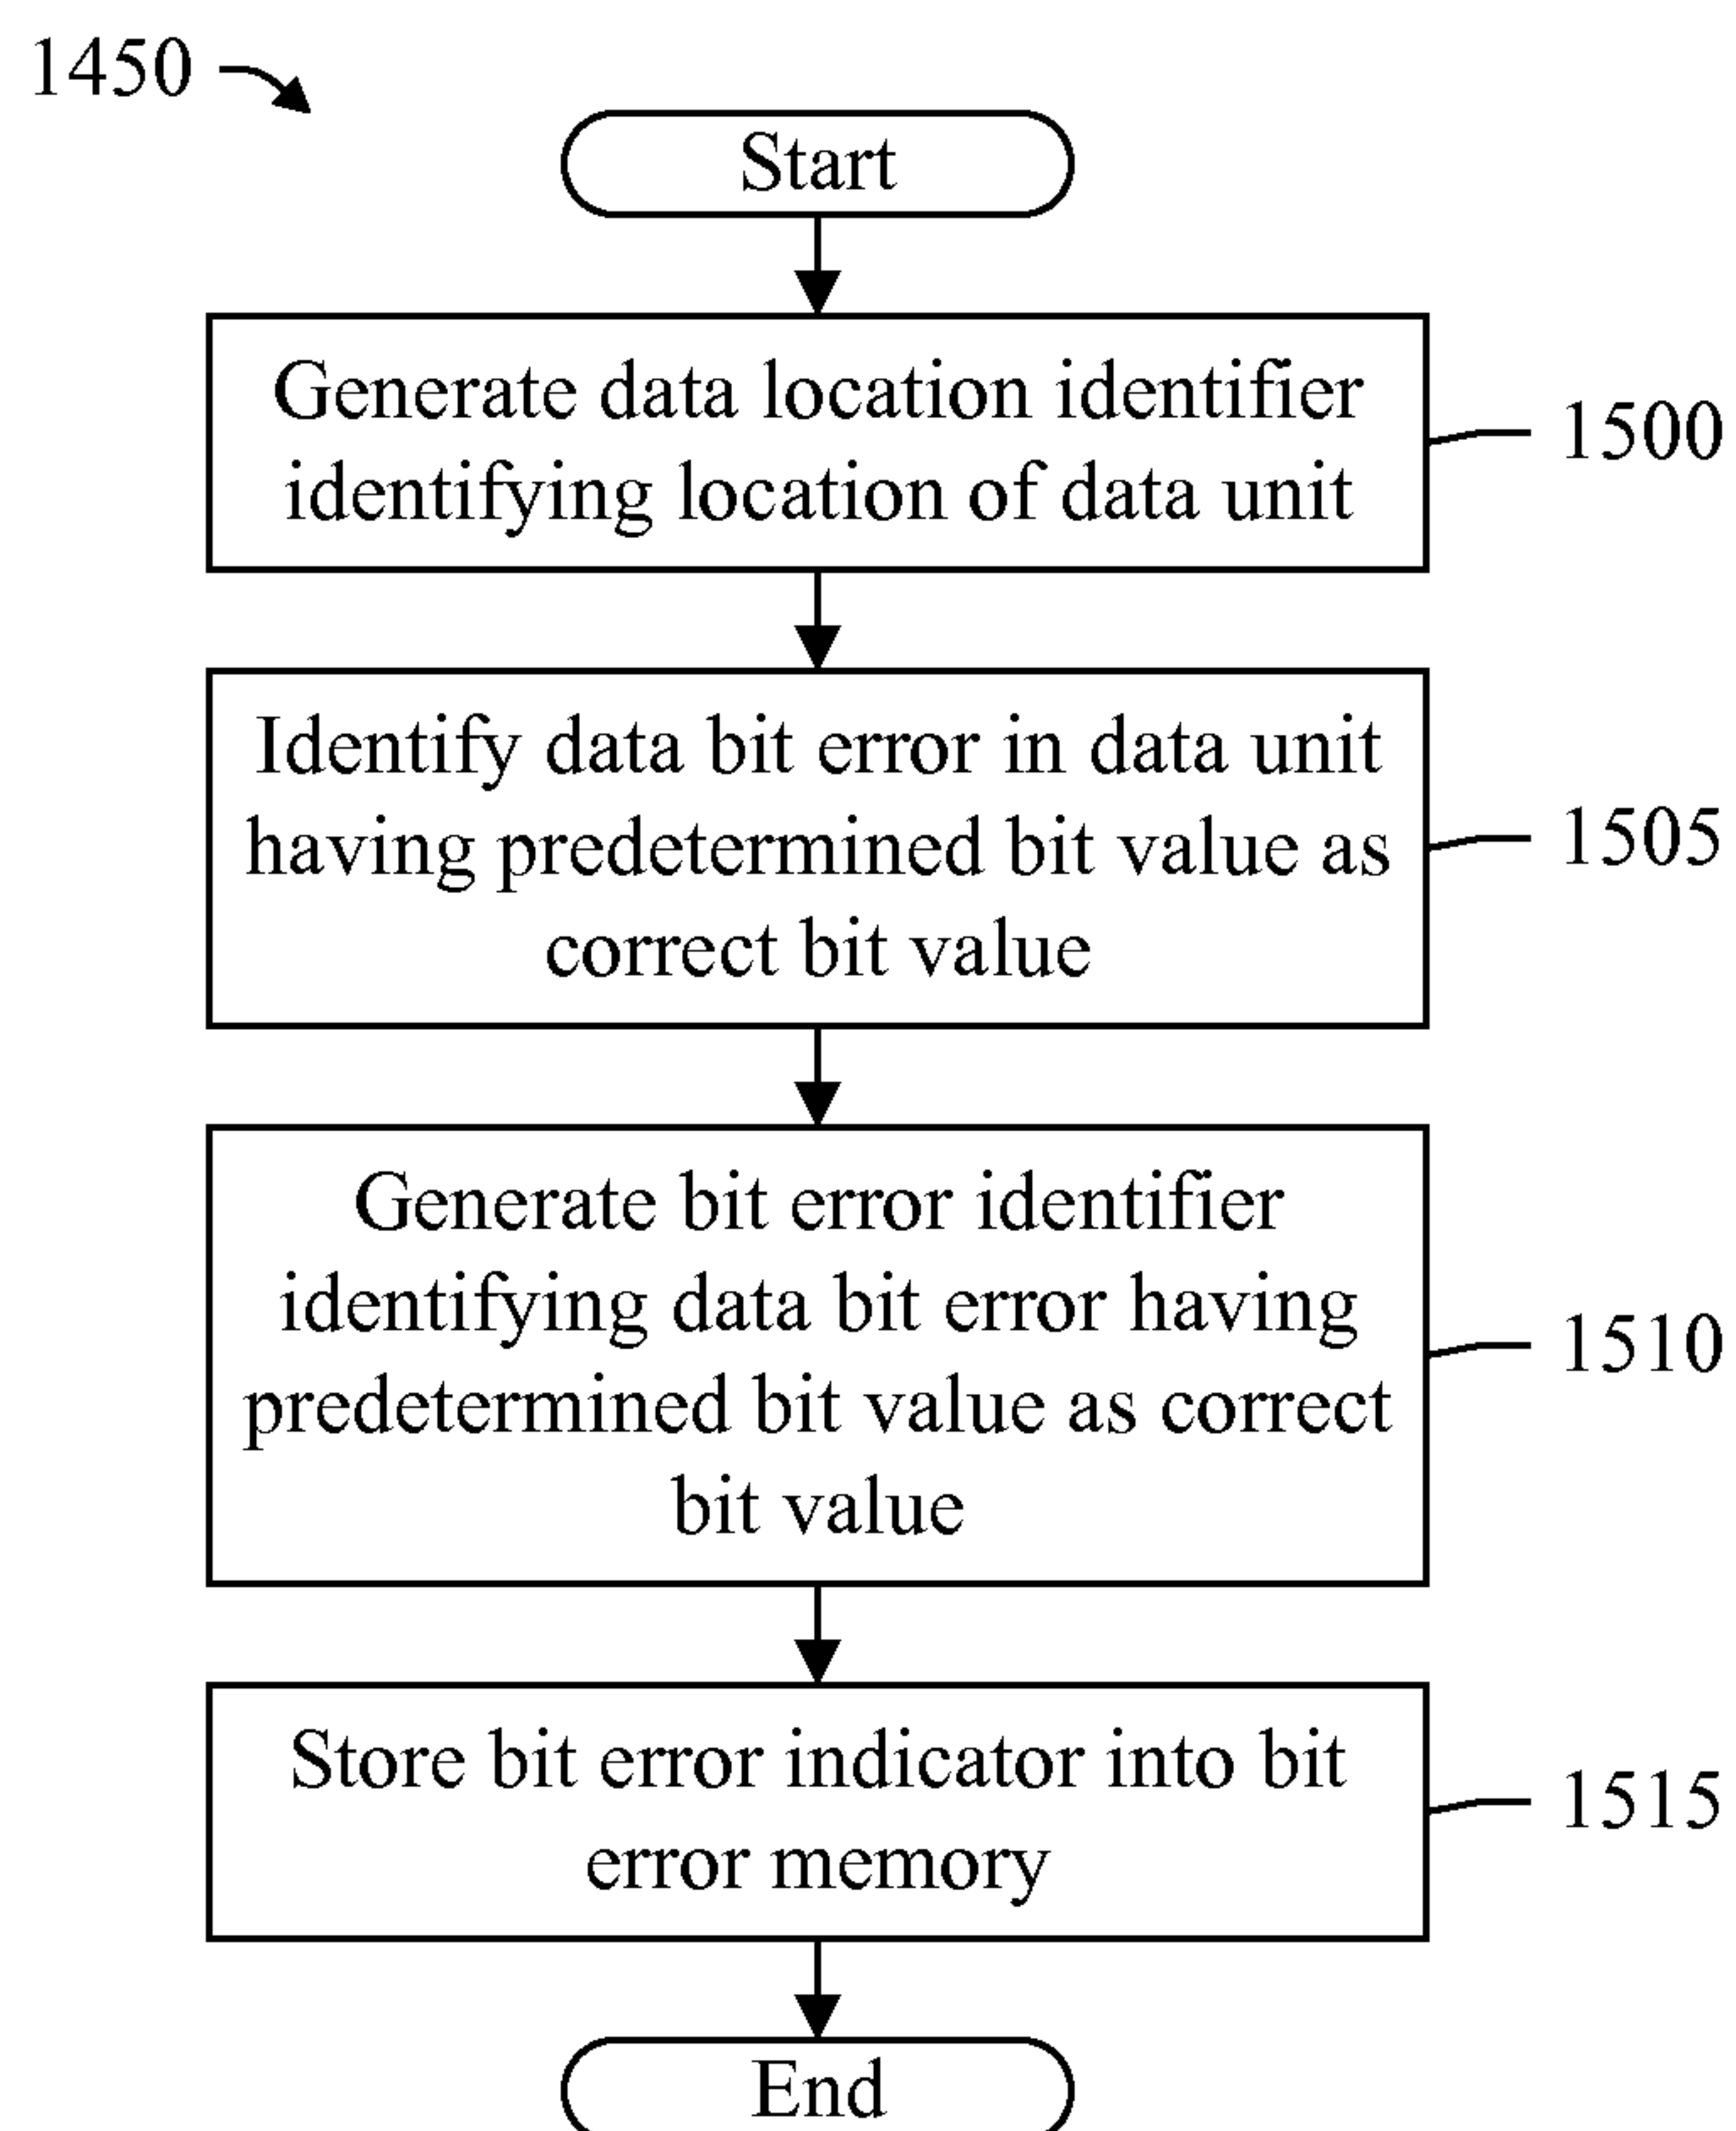 1450
Start
Generate data location identifier
identifying location of data unit
1500
Identify data bit error in data unit
having predetermined bit value as
correct bit value
1505
Generate bit error identifier
identifying data bit error having
predetermined bit value as correct
bit value
1510
Store bit error indicator into bit
error memory
1515
End